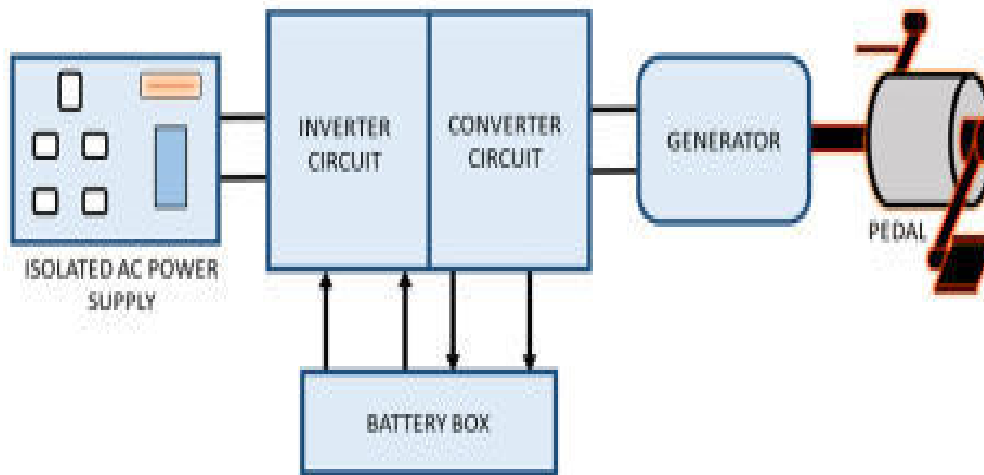 INVERTER
CIRCUIT
CONVERTER
CIRCUIT
GENERATOR
PEDAL
ISOLATED AC POWER
SUPPLY
BATTERY BOX